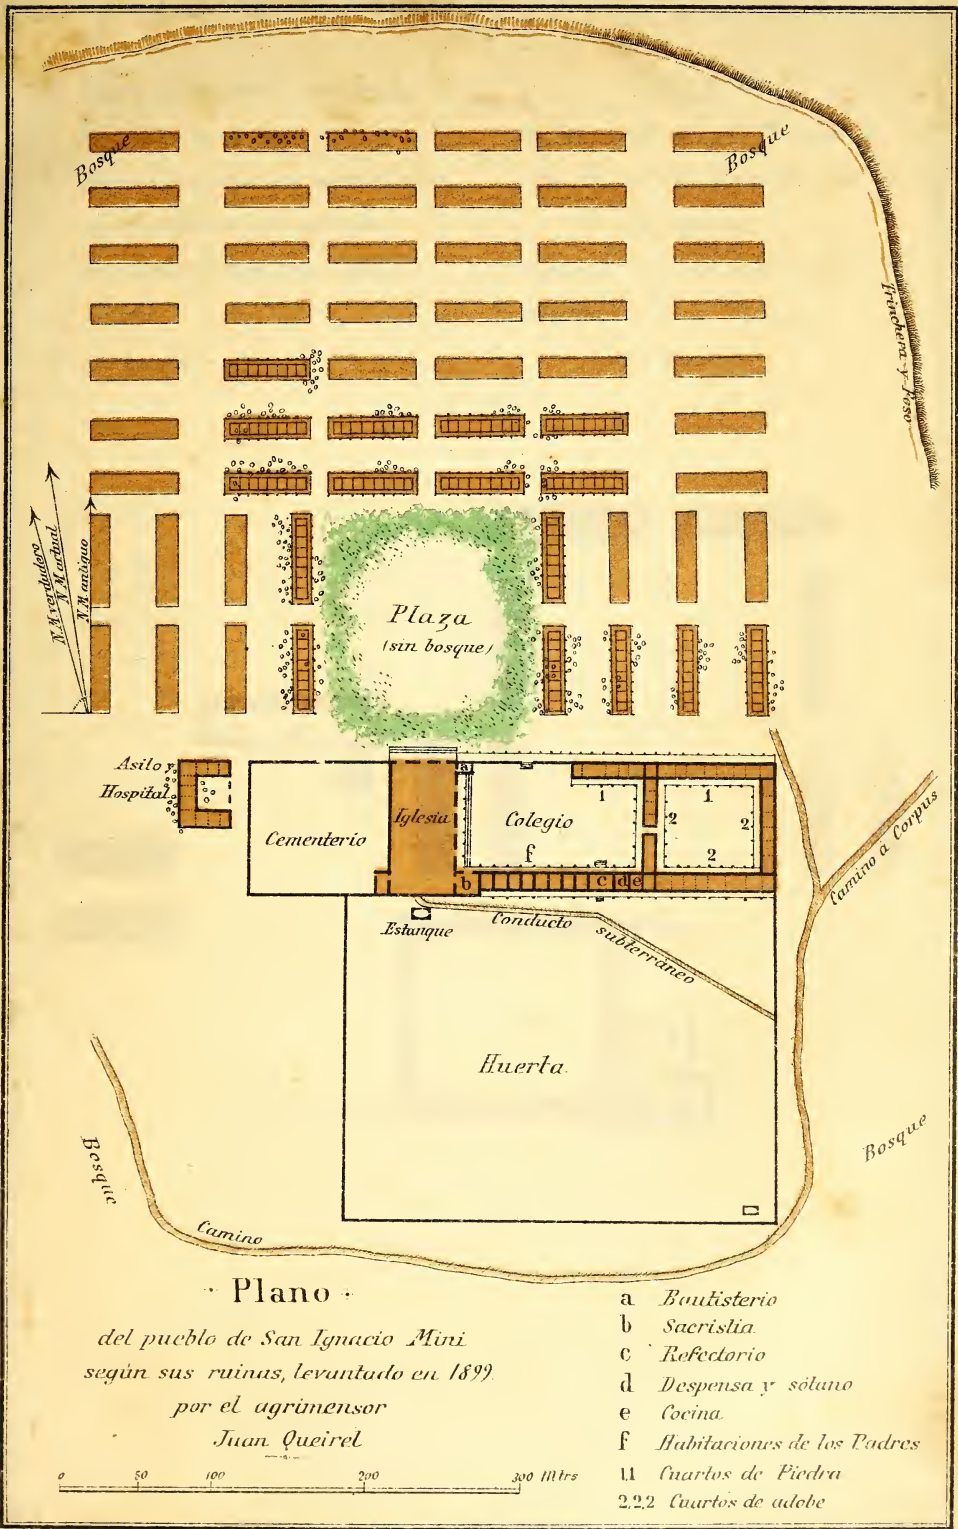 Bosque
Bosque
Trinchera y Foso
N.M verdadero
N.M actual
N.M antiguo
Plaza
(sin bosque)
Asilo y
Hospital
Cementerio
Iglesia
a
Colegio
1
1
2
2
2
f
b
c
d
e
Camino á Corpus
Estanque
Conducto
subterráneo
Huerta.
Bosque
Bosque
Camino
· Plano ·
del pueblo de San Ignacio Mini
según sus ruinas, levantado en 1899.
por el agrimensor
Juan Queirel
0 50 100 200 300 Mtrs
a Bautisterio
b Sacristia
c Refectorio
d Despensa y sótano
e Cocina
f Habitaciones de los Padres
1,1 Cuartos de Piedra
2,2,2 Cuartos de adobe